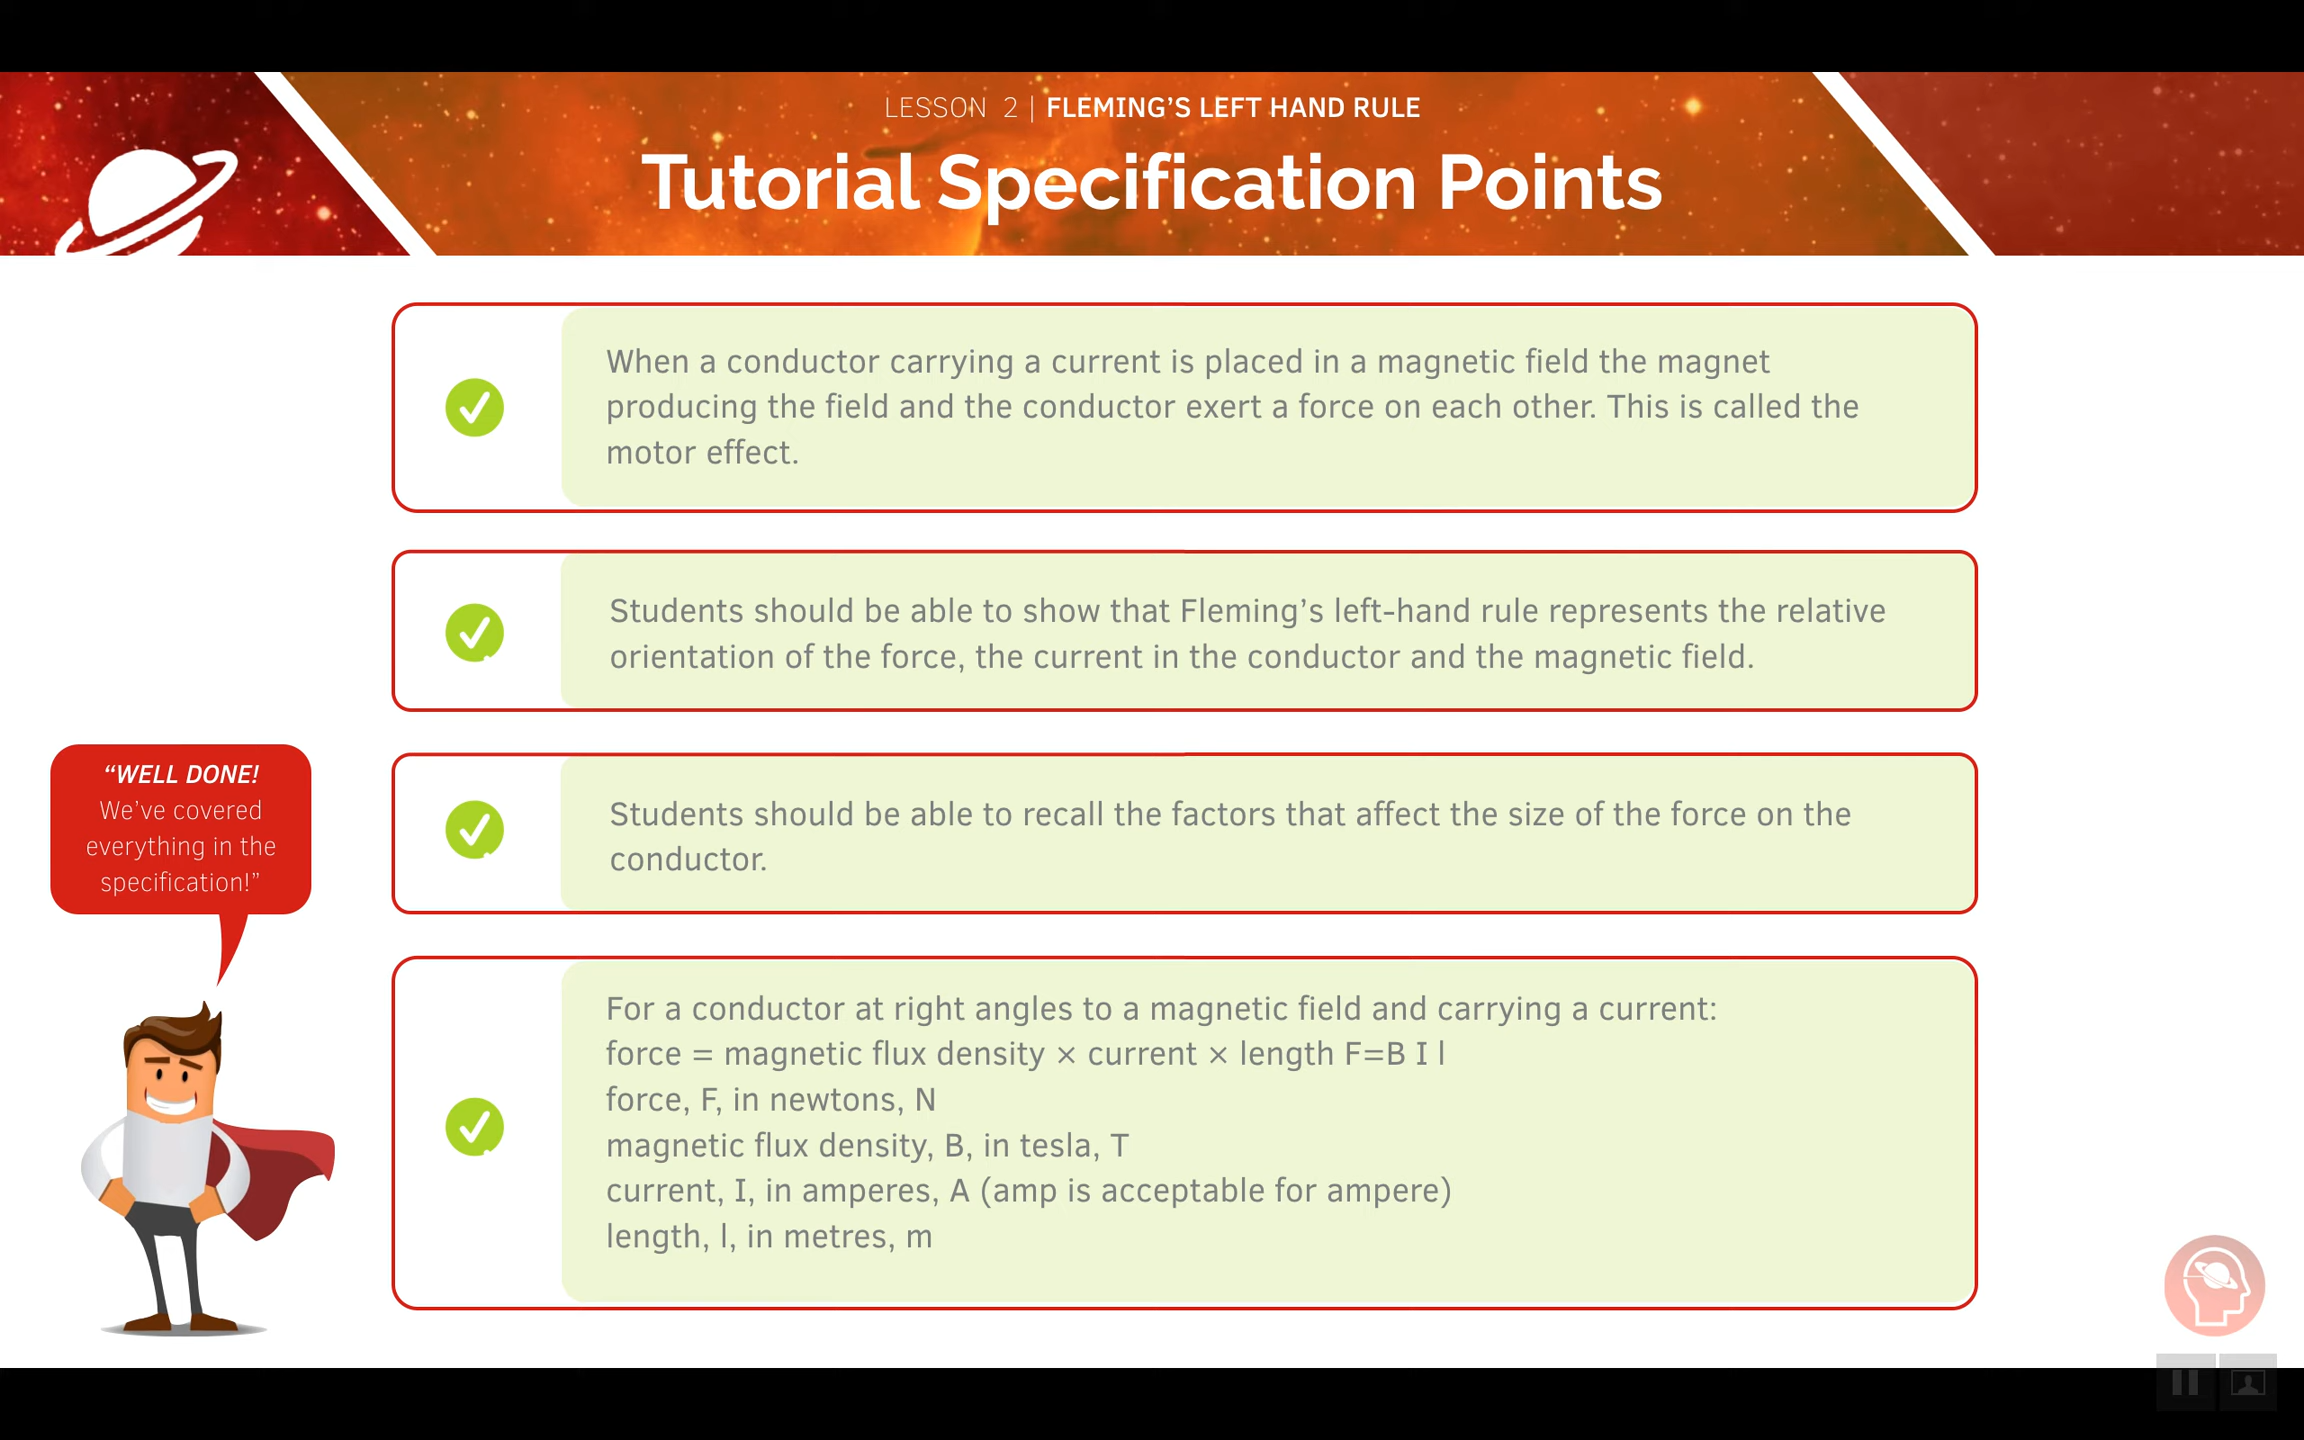 LESSON 2 | FLEMING’S LEFT HAND RULE
Tutorial Specification Points
When a conductor carrying a current is placed in a magnetic field the magnet
producing the field and the conductor exert a force on each other. This is called the
motor effect.
Students should be able to show that Fleming’s left-hand rule represents the relative
orientation of the force, the current in the conductor and the magnetic field.
Students should be able to recall the factors that affect the size of the force on the
conductor.
For a conductor at right angles to a magnetic field and carrying a current:
force = magnetic flux density × current × length F=B I l
force, F, in newtons, N
magnetic flux density, B, in tesla, T
current, I, in amperes, A (amp is acceptable for ampere)
length, l, in metres, m
“WELL DONE!
We’ve covered
everything in the
specification!”